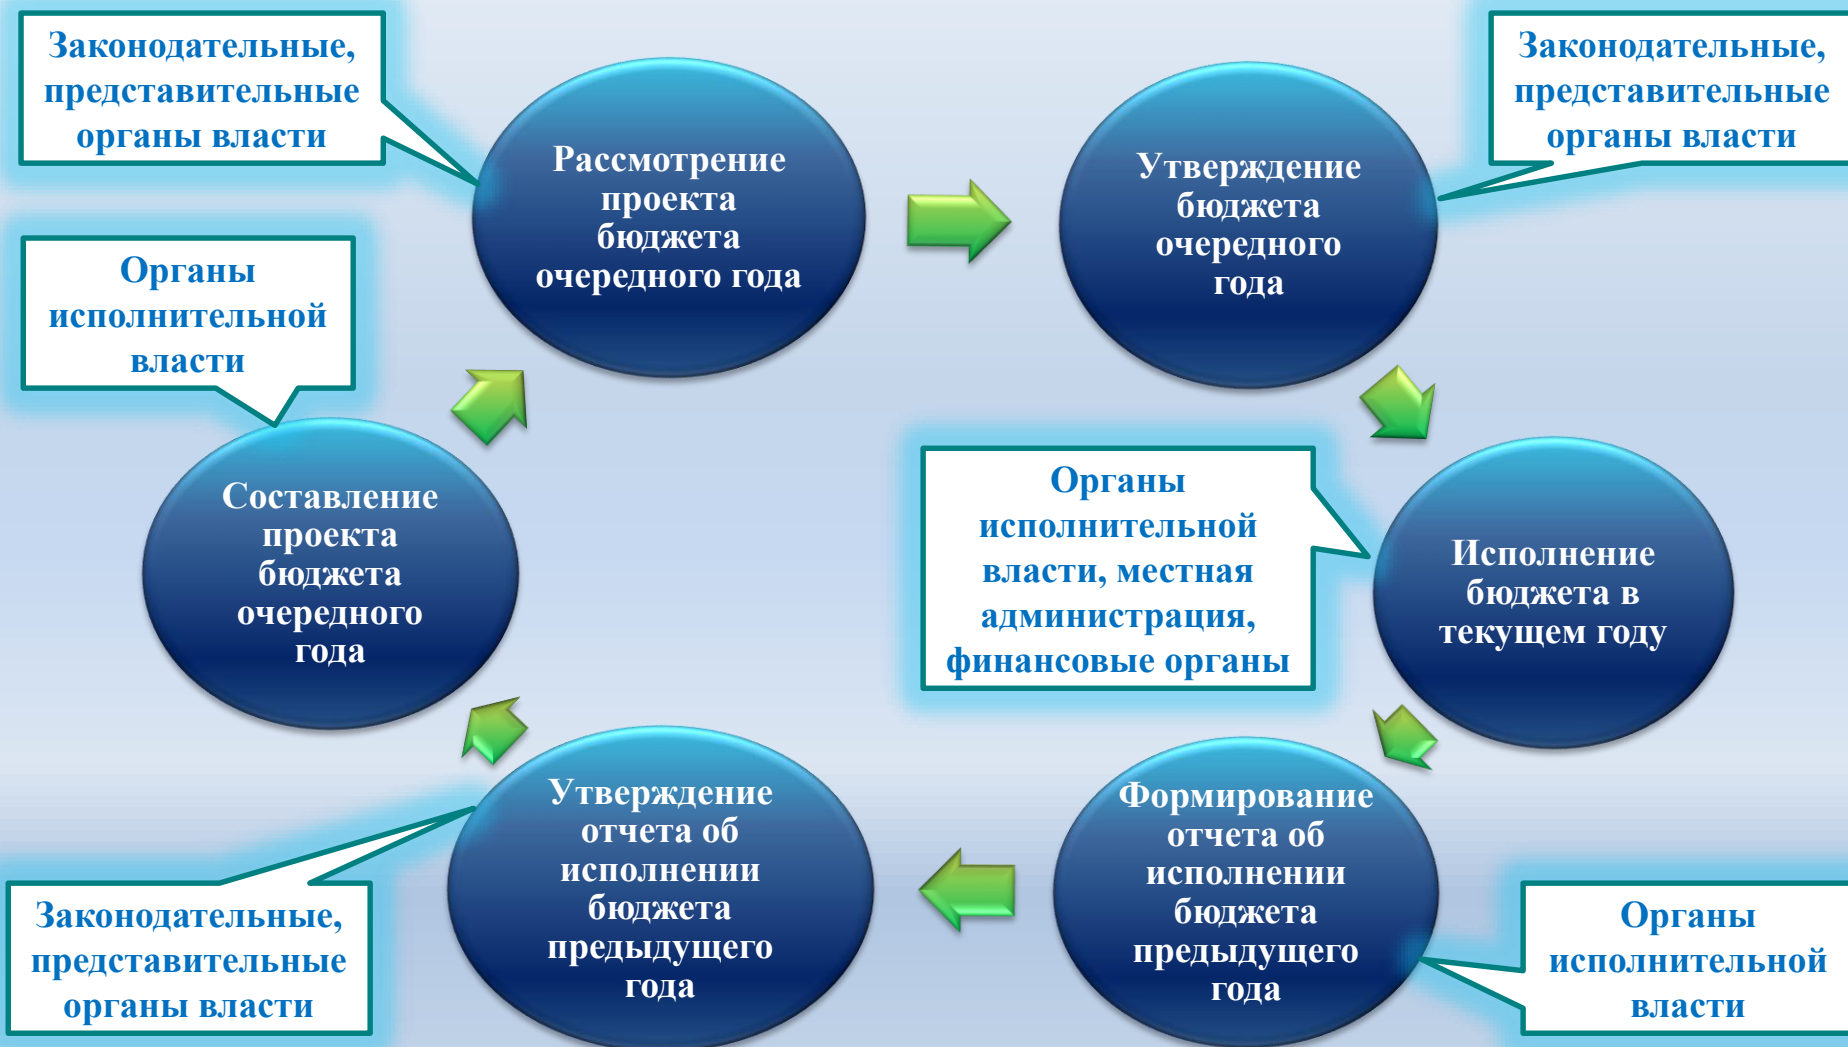 Законодательные,
представительные
органы власти
Рассмотрение
проекта
бюджета
очередного года
Утверждение
бюджета
очередного
года
Законодательные,
представительные
органы власти
Органы
исполнительной
власти
Составление
проекта
бюджета
очередного
года
Органы
исполнительной
власти, местная
администрация,
финансовые органы
Исполнение
бюджета в
текущем году
Утверждение
отчета об
исполнении
бюджета
предыдущего
года
Формирование
отчета об
исполнении
бюджета
предыдущего
года
Законодательные,
представительные
органы власти
Органы
исполнительной
власти